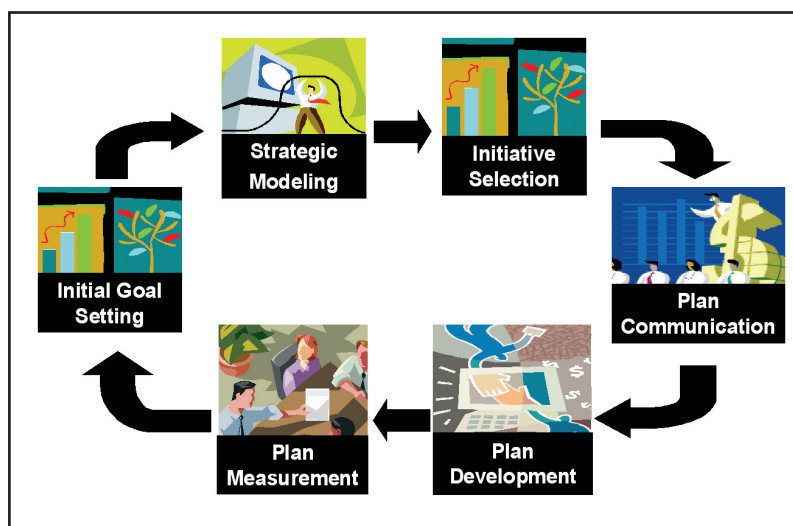 Strategic
Modeling
Initiative
Selection
Initial Goal
Setting
Plan
Communication
Plan
Measurement
Plan
Development